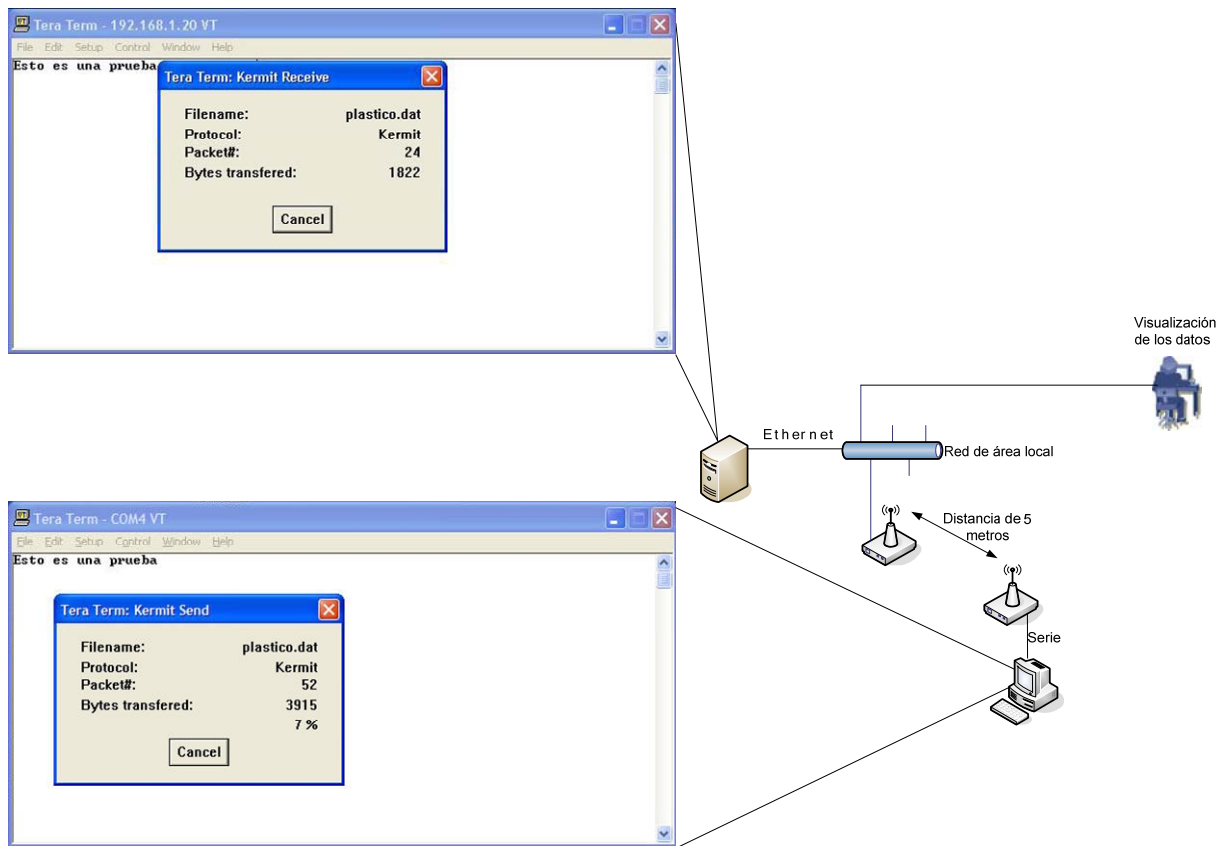 Tera Term - 192.168.1.20 VT
File Edit Setup Control Window Help
Esto es una prueba
Tera Term: Kermit Receive
Filename: plastico.dat
Protocol: Kermit
Packet#: 24
Bytes transfered: 1822
Cancel
Visualización
de los datos
Ethernet
Red de área local
Distancia de 5
metros
Serie
Tera Term - COM4 VT
File Edit Setup Control Window Help
Esto es una prueba
Tera Term: Kermit Send
Filename: plastico.dat
Protocol: Kermit
Packet#: 52
Bytes transfered: 3915
7 %
Cancel